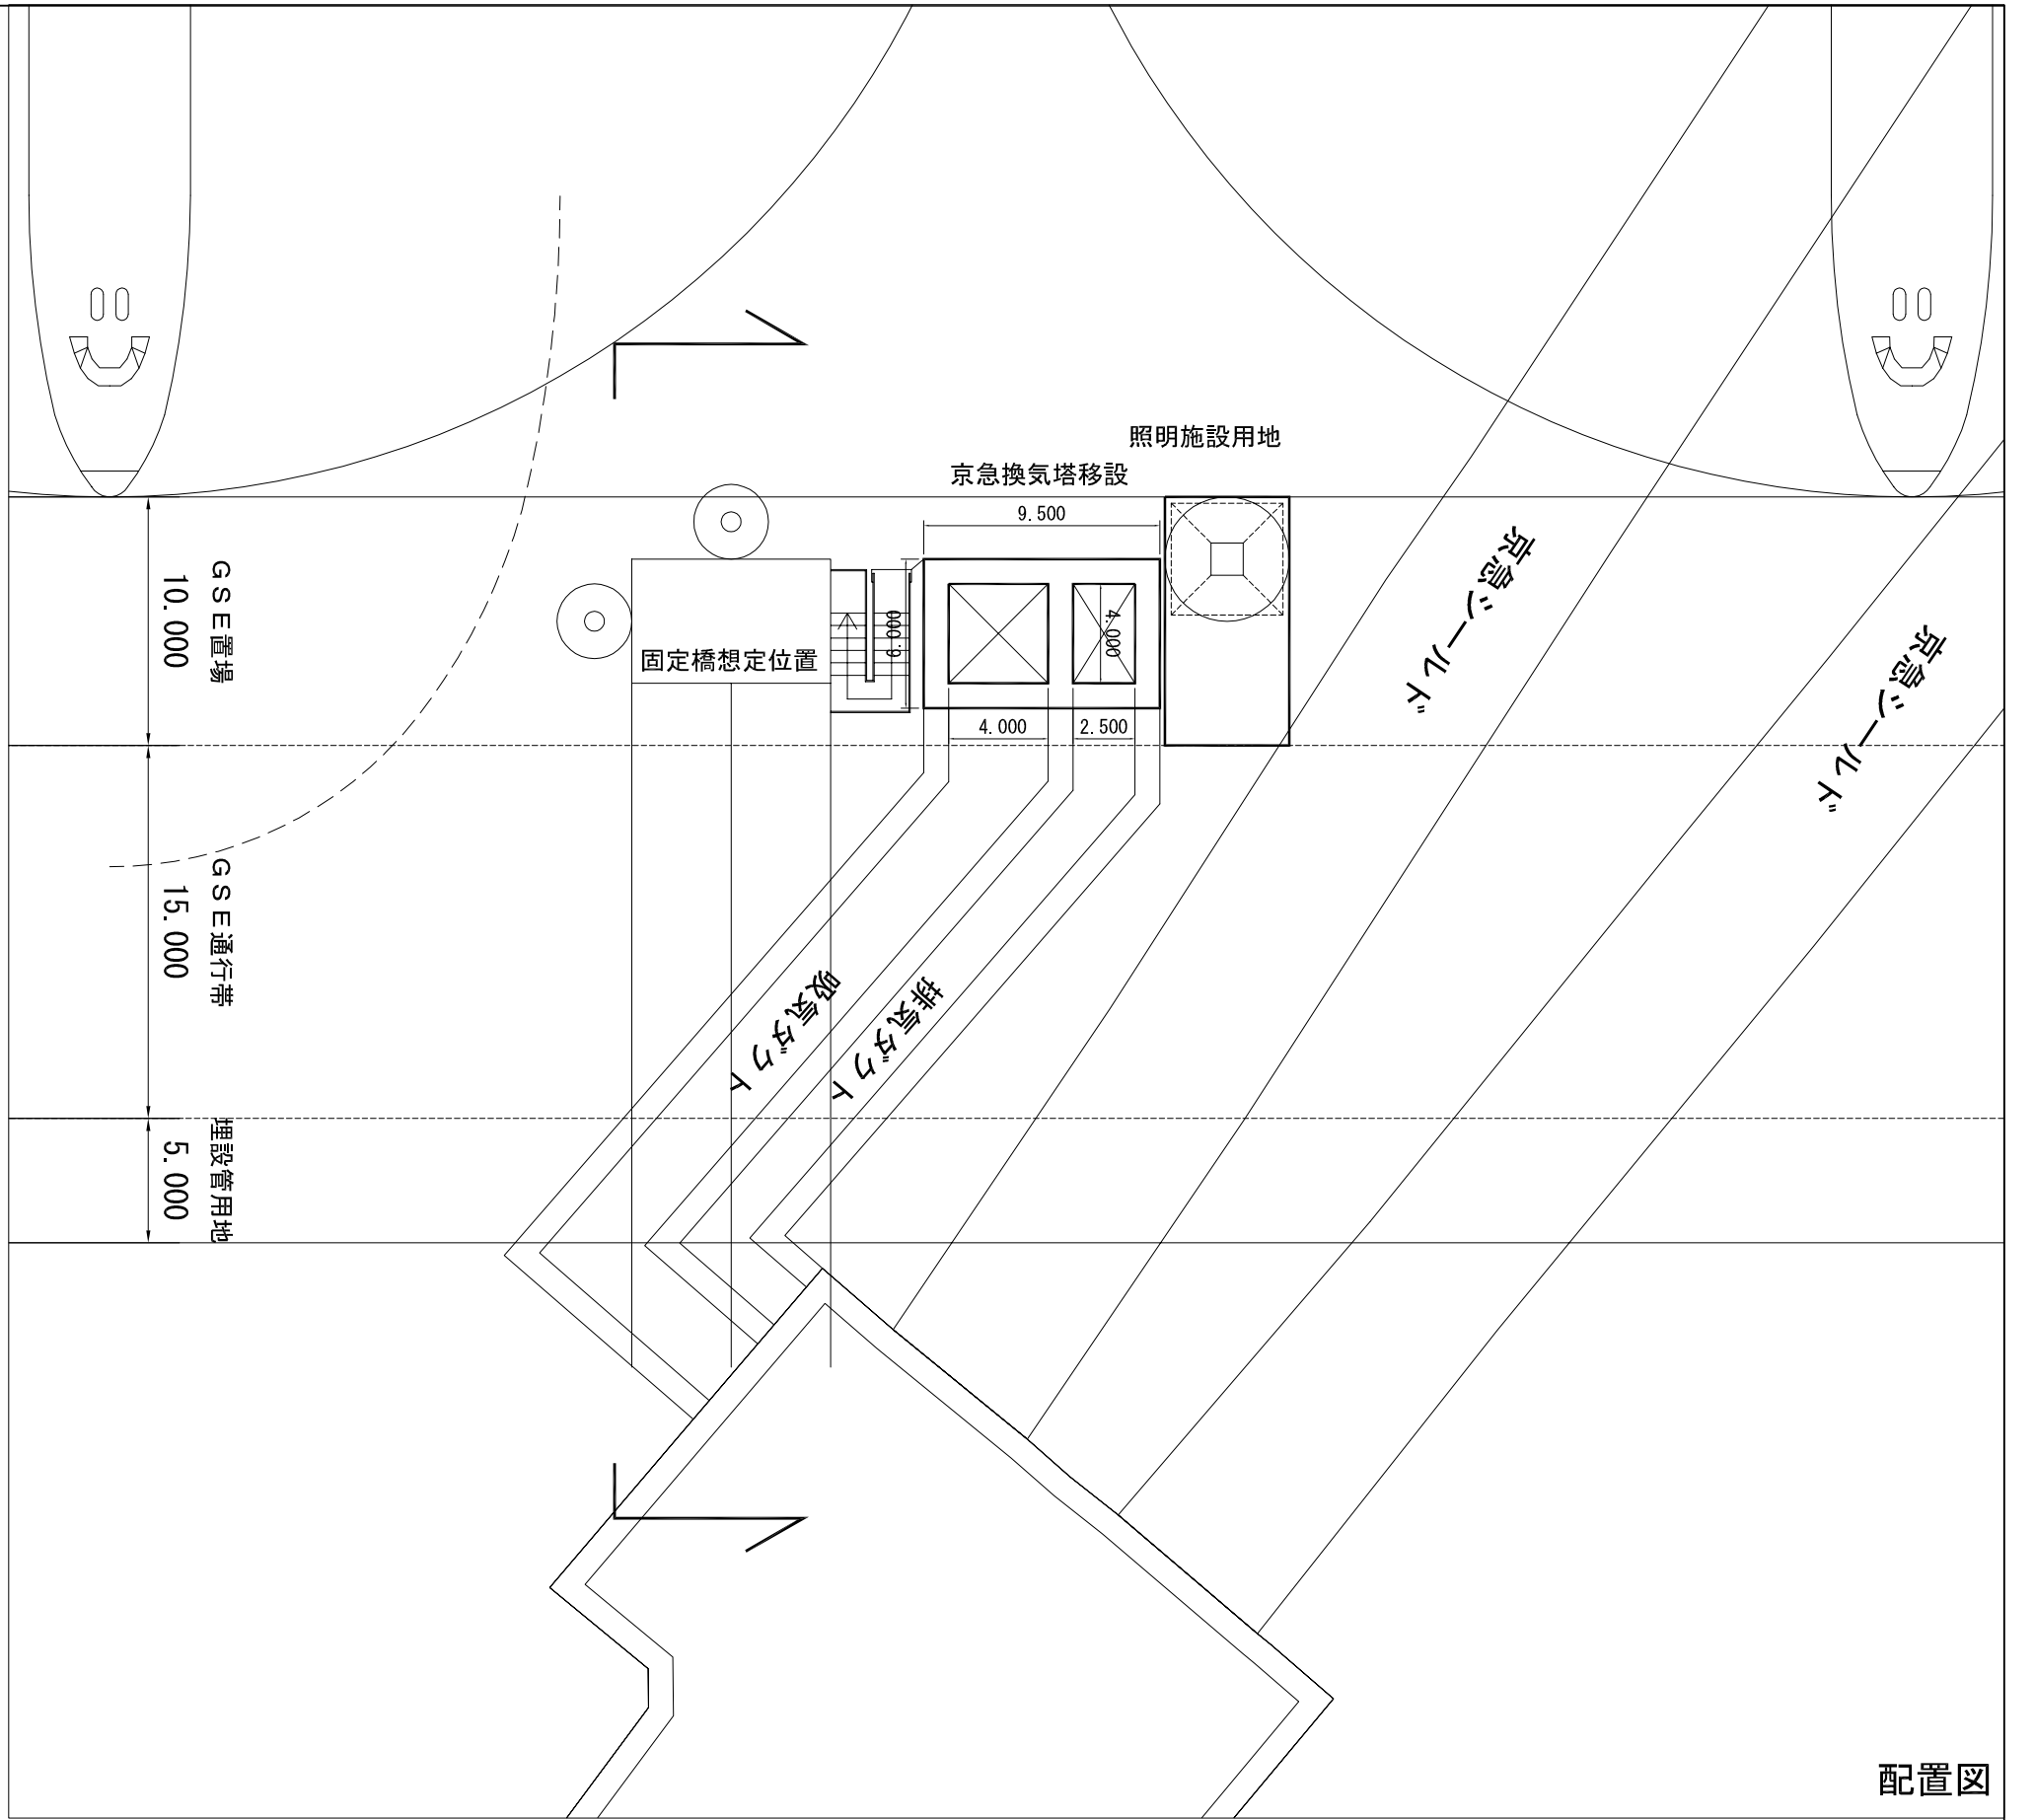 照明施設用地
京急換気塔移設
9.500
6.000
4.000
4.000
2.500
固定橋想定位置
京急シールド
京急シールド
GSE置場
10.000
GSE通行帯
15.000
埋設管用地
5.000
吸気ダクト
排気ダクト
配置図